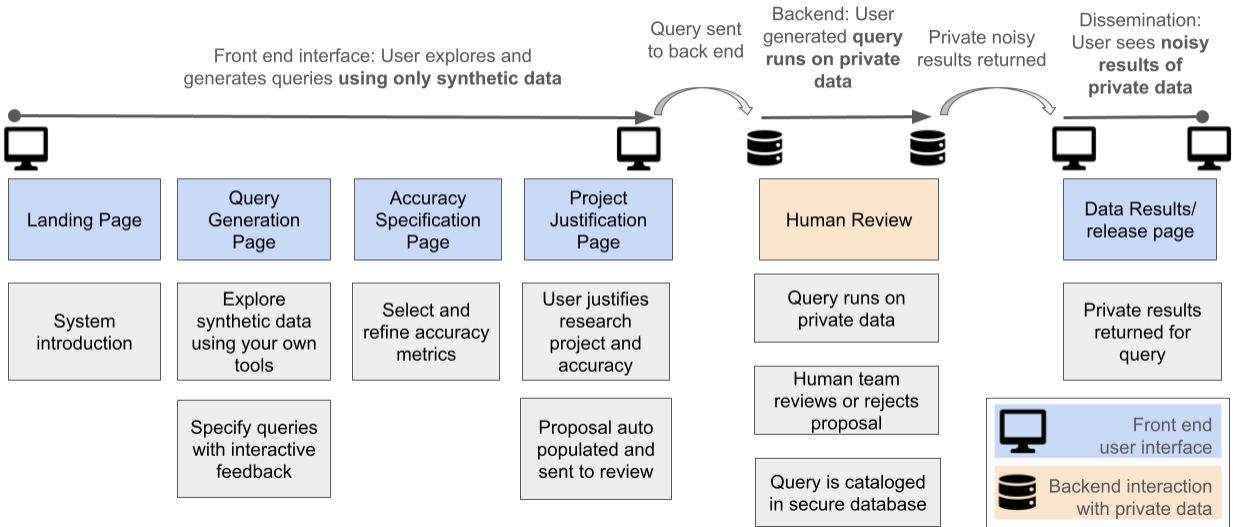 Front end interface: User explores and
generates queries using only synthetic data
Query sent
to back end
Backend: User
generated query
runs on private
data
Private noisy
results returned
Dissemination:
User sees noisy
results of
private data
Landing Page
Query
Generation
Page
Accuracy
Specification
Page
Project
Justification
Page
Human Review
Data Results/
release page
System
introduction
Explore
synthetic data
using your own
tools
Select and
refine accuracy
metrics
User justifies
research
project and
accuracy
Query runs on
private data
Private results
returned for
query
Specify queries
with interactive
feedback
Proposal auto
populated and
sent to review
Human team
reviews or rejects
proposal
Query is cataloged
in secure database
Front end
user interface
Backend interaction
with private data